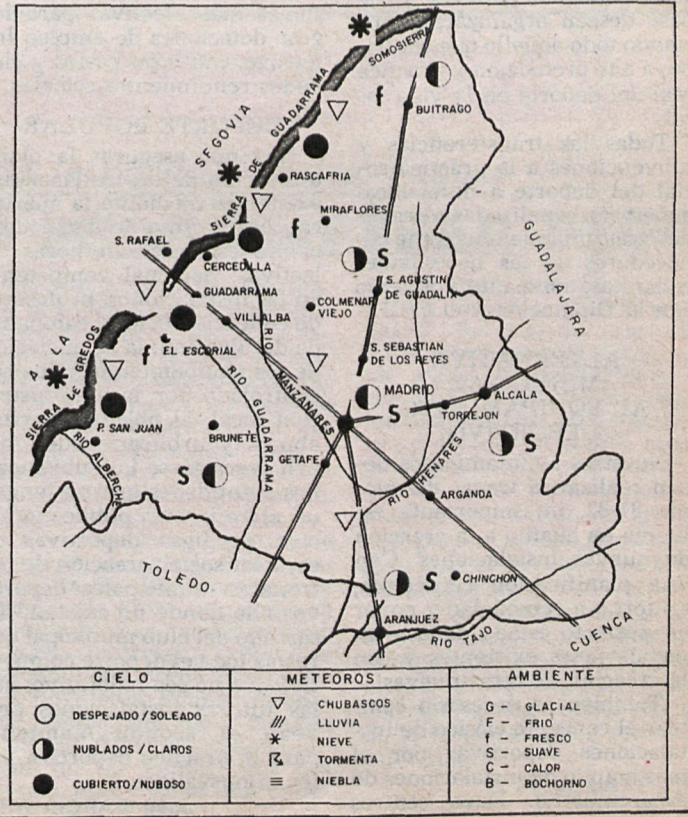 SOMOSIERRA
f
BUITRAGO
SIERRA DE GUADARRAMA
SEGOVIA
RASCAFRIA
MIRAFLORES
f
GUADALAJARA
S. RAFAEL
CERCEDILLA
S
S. AGUSTIN
DE GUADALIX
GUADARRAMA
COLMENAR
VIEJO
VILLALBA
A LA
SIERRA DE GREDOS
f
EL ESCORIAL
S. SEBASTIAN
DE LOS REYES
RIO MANZANARES
RIO GUADARRAMA
MADRID
S
ALCALA
TORREJON
P. SAN JUAN
BRUNETE
RIO ALBERCHE
GETAFE
S
S
RIO HENARES
ARGANDA
TOLEDO
S
CHINCHON
ARANJUEZ
RIO TAJO
CUENCA
CIELO
DESPEJADO/SOLEADO
NUBLADOS/CLAROS
CUBIERTO/NUBOSO
METEOROS
CHUBASCOS
LLUVIA
NIEVE
TORMENTA
NIEBLA
AMBIENTE
G - GLACIAL
F - FRIO
f - FRESCO
S - SUAVE
C - CALOR
B - BOCHORNO